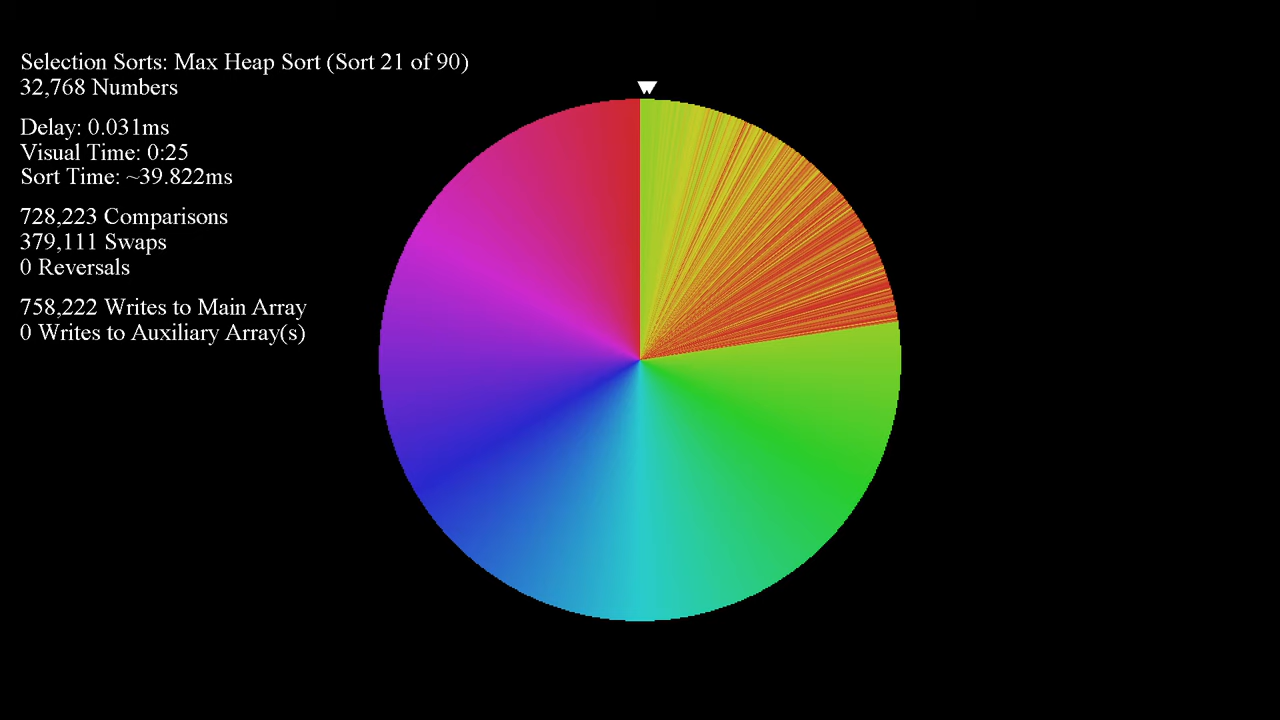 Selection Sorts: Max Heap Sort (Sort 21 of 90)
32,768 Numbers
Delay: 0.031ms
Visual Time: 0:25
Sort Time: ~39.822ms
728,223 Comparisons
379,111 Swaps
0 Reversals
758,222 Writes to Main Array
0 Writes to Auxiliary Array(s)